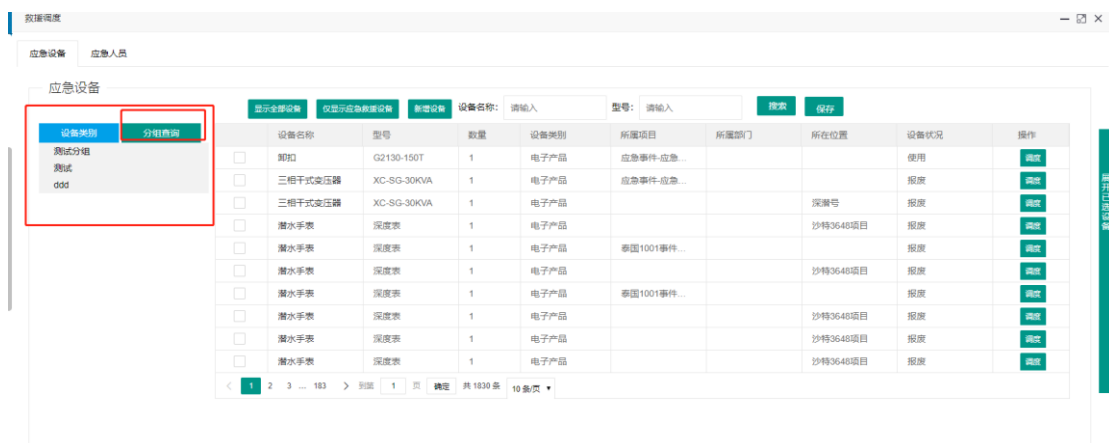 救援调度
应急设备 应急人员
应急设备
显示全部设备 仅显示应急救援设备 新增设备 设备名称: 请输入 型号: 请输入 搜索 保存
设备类别 分组查询
测试分组
测试
ddd
设备名称 型号 数量 设备类别 所属项目 所属部门 所在位置 设备状况 操作
卸扣 G2130-150T 1 电子产品 应急事件-应急... 使用 调度
三相干式变压器 XC-SG-30KVA 1 电子产品 应急事件-应急... 报废 调度
三相干式变压器 XC-SG-30KVA 1 电子产品 深潜号 报废 调度
潜水手表 深度表 1 电子产品 沙特3648项目 报废 调度
潜水手表 深度表 1 电子产品 泰国1001事件... 报废 调度
潜水手表 深度表 1 电子产品 沙特3648项目 报废 调度
潜水手表 深度表 1 电子产品 泰国1001事件... 报废 调度
潜水手表 深度表 1 电子产品 沙特3648项目 报废 调度
潜水手表 深度表 1 电子产品 沙特3648项目 报废 调度
潜水手表 深度表 1 电子产品 沙特3648项目 报废 调度
1 2 3 ... 183 到第 1 页 确定 共 1830 条 10 条/页
展开已选设备